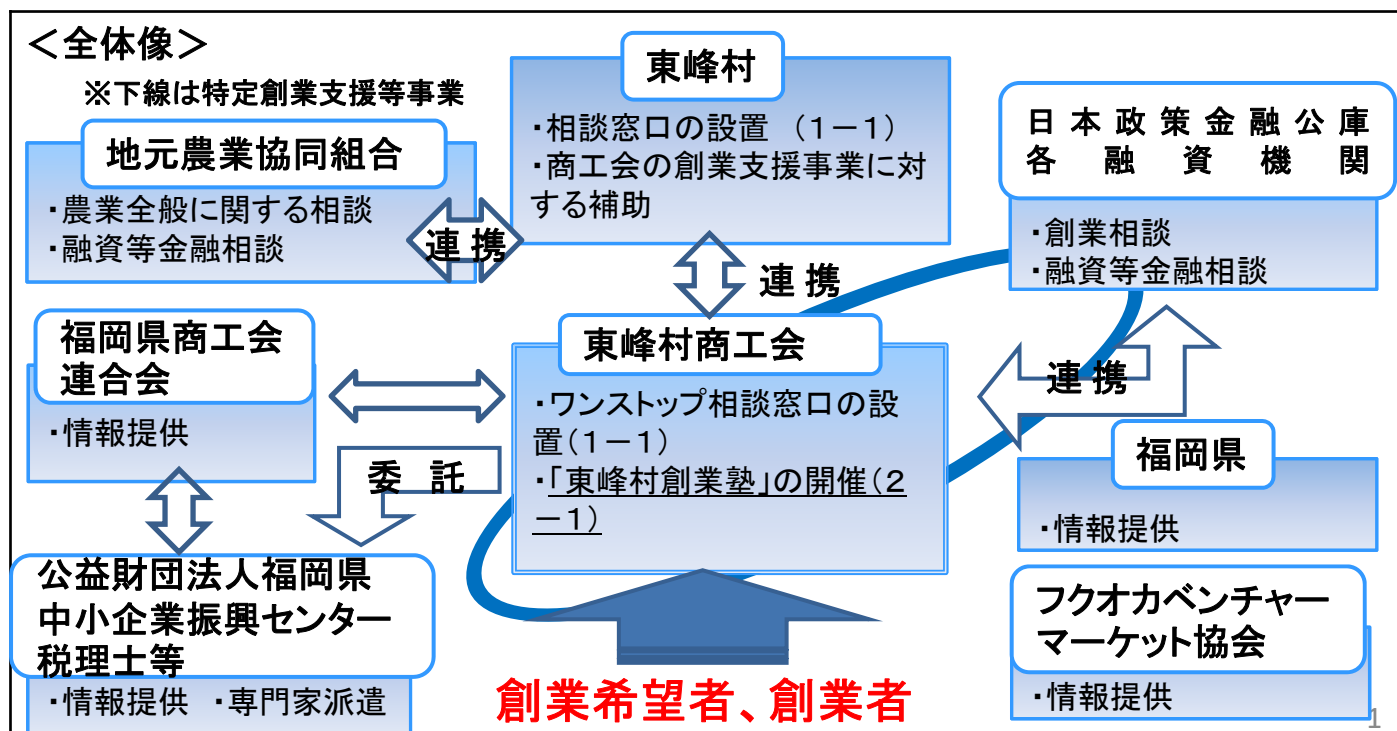 ＜全体像＞
※下線は特定創業支援等事業
東峰村
・相談窓口の設置　（１－１）
・商工会の創業支援事業に対
する補助
地元農業協同組合
・農業全般に関する相談
・融資等金融相談
連 携
日本政策金融公庫
各融資機関
・創業相談
・融資等金融相談
連 携
福岡県商工会
連合会
・情報提供
東峰村商工会
・ワンストップ相談窓口の設
置（１－１）
・「東峰村創業塾」の開催（２
－１）
連 携
委　託
福岡県
・情報提供
公益財団法人福岡県
中小企業振興センター
税理士等
・情報提供　・専門家派遣
フクオカベンチャー
マーケット協会
・情報提供
創業希望者、創業者
1